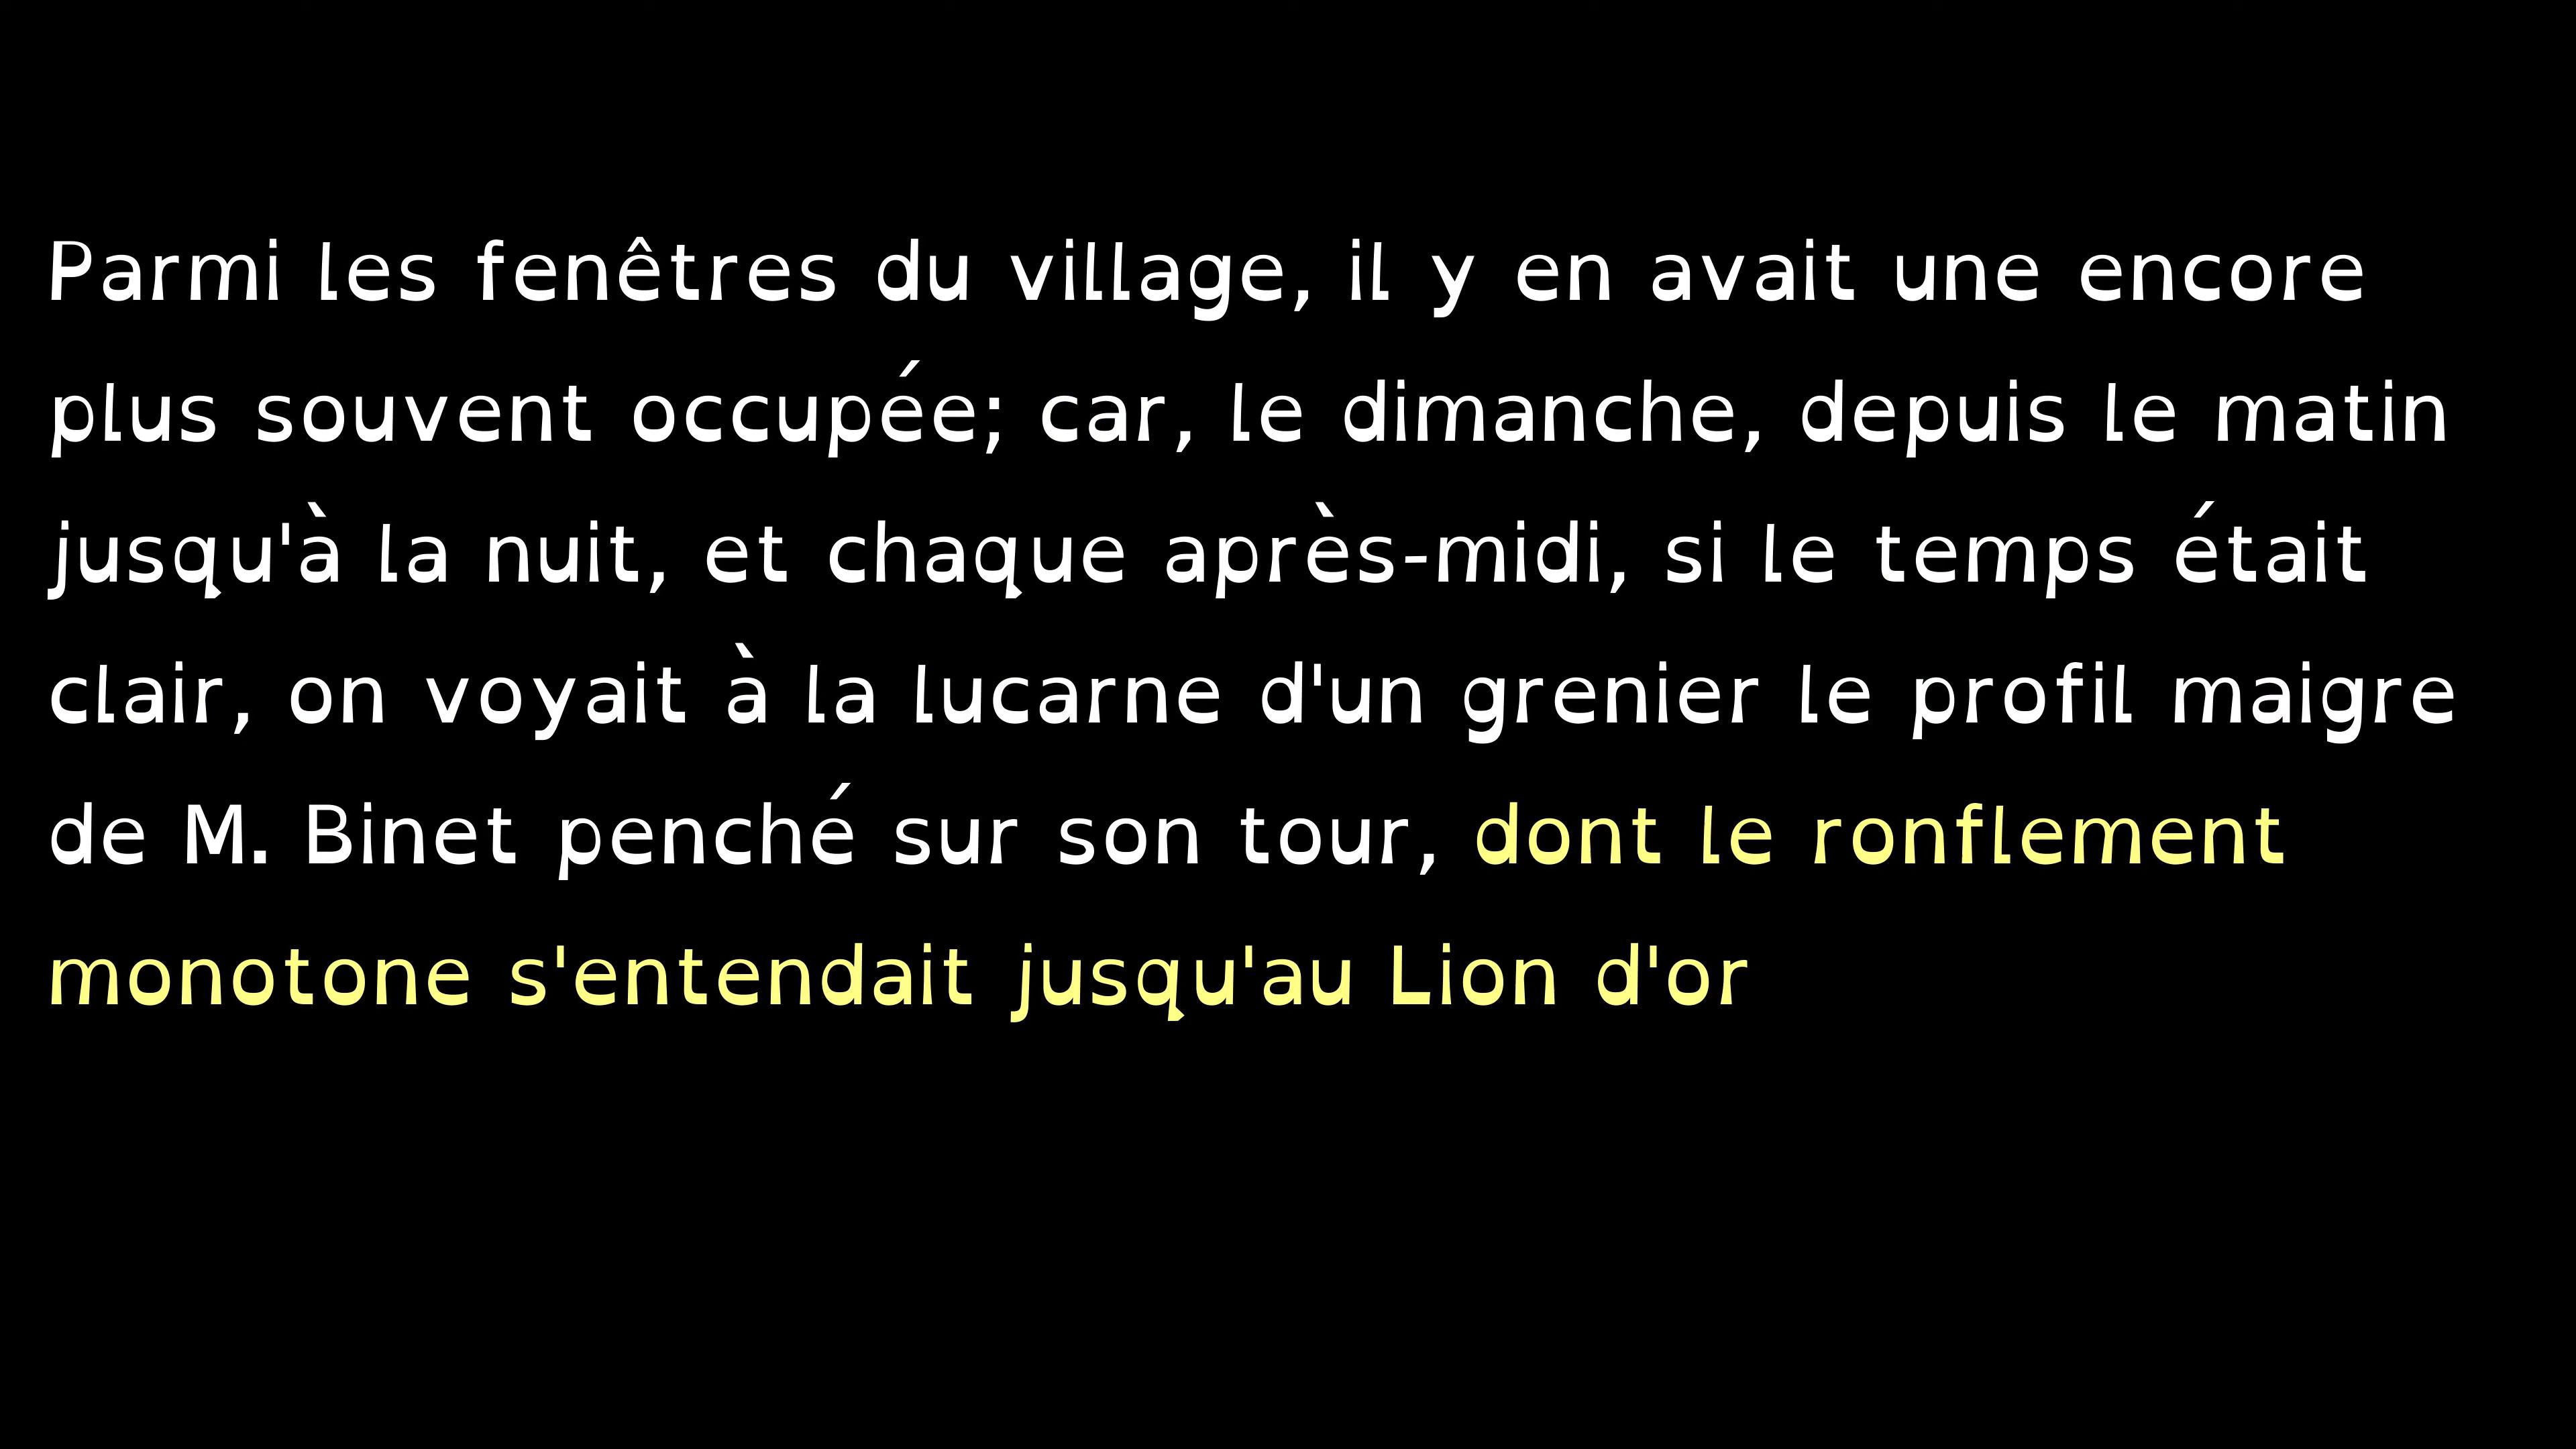 Parmi les fenêtres du village, il y en avait une encore
plus souvent occupée; car, le dimanche, depuis le matin
jusqu'à la nuit, et chaque après-midi, si le temps était
clair, on voyait à la lucarne d'un grenier le profil maigre
de M. Binet penché sur son tour, dont le ronflement
monotone s'entendait jusqu'au Lion d'or